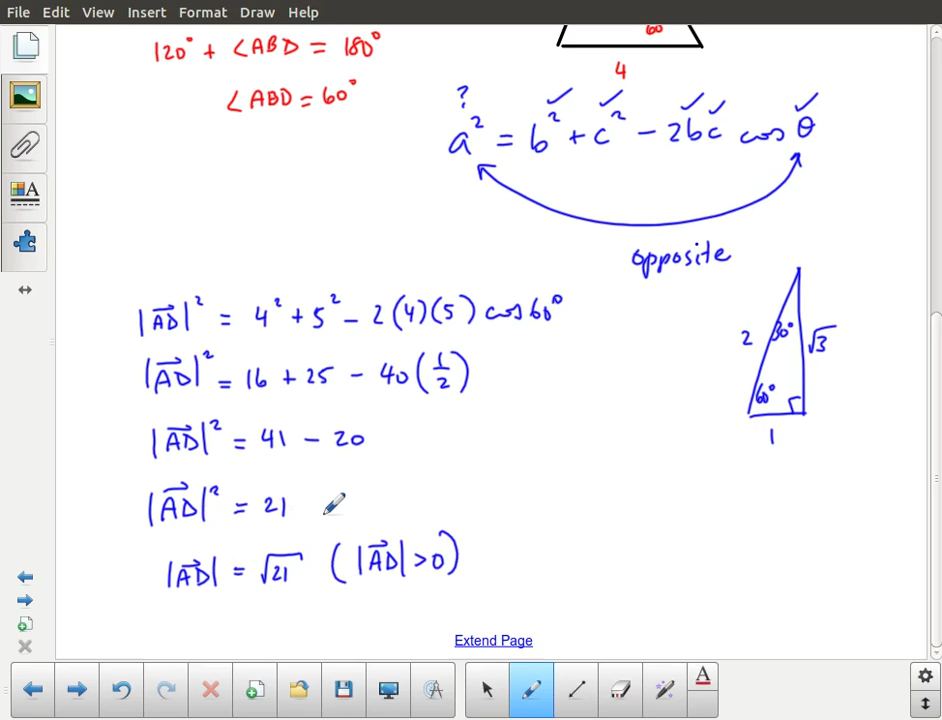 File Edit View Insert Format Draw Help
120° + ∠ABD = 180°
∠ABD = 60°
60
4
?
a² = b² + c² - 2bc cos θ
opposite
|AD|² = 4² + 5² - 2(4)(5) cos60°
|AD|² = 16 + 25 - 40(1/2)
|AD|² = 41 - 20
|AD|² = 21
|AD| = √21 (|AD| > 0)
2
30°
√3
60°
1
Extend Page
A
A